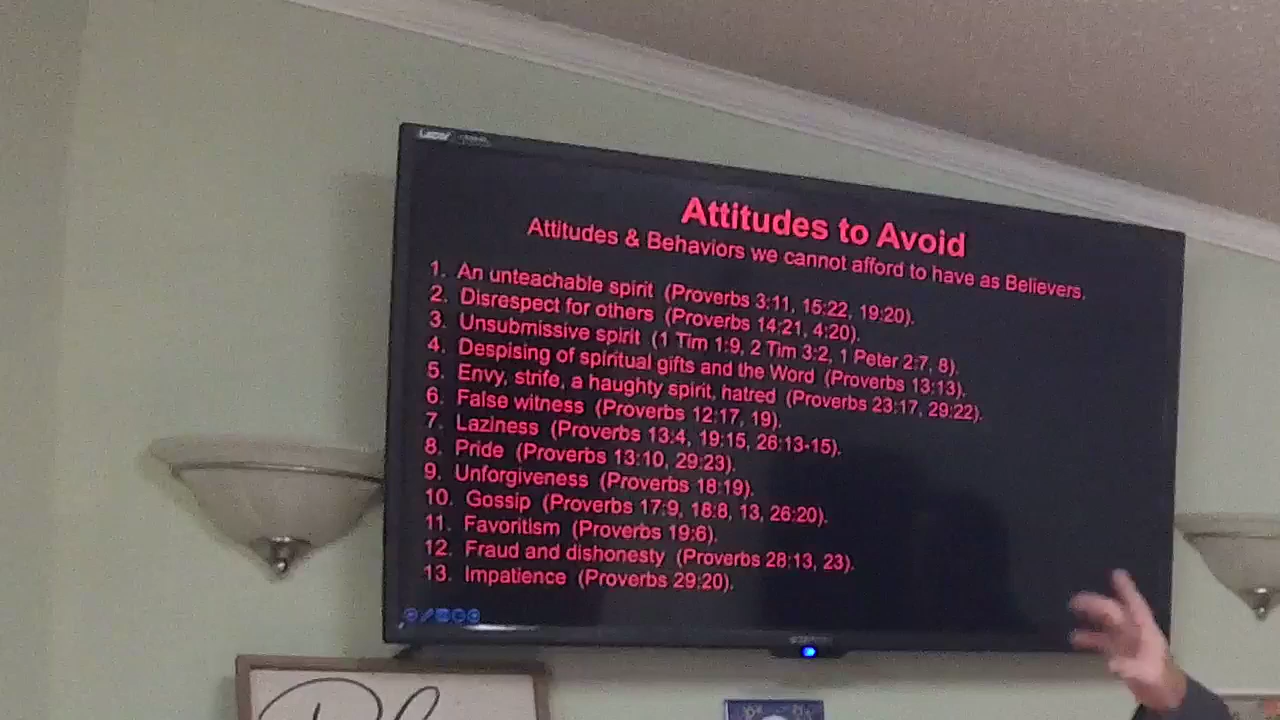 Attitudes to Avoid
Attitudes & Behaviors we cannot afford to have as Believers.
1. An unteachable spirit (Proverbs 3:11, 15:22, 19:20).
2. Disrespect for others (Proverbs 14:21, 4:20).
3. Unsubmissive spirit (1 Tim 1:9, 2 Tim 3:2, 1 Peter 2:7, 8).
4. Despising of spiritual gifts and the Word (Proverbs 13:13).
5. Envy, strife, a haughty spirit, hatred (Proverbs 23:17, 29:22).
6. False witness (Proverbs 12:17, 19).
7. Laziness (Proverbs 13:4, 19:15, 26:13-15).
8. Pride (Proverbs 13:10, 29:23).
9. Unforgiveness (Proverbs 18:19).
10. Gossip (Proverbs 17:9, 18:8, 13, 26:20).
11. Favoritism (Proverbs 19:6).
12. Fraud and dishonesty (Proverbs 28:13, 23).
13. Impatience (Proverbs 29:20).